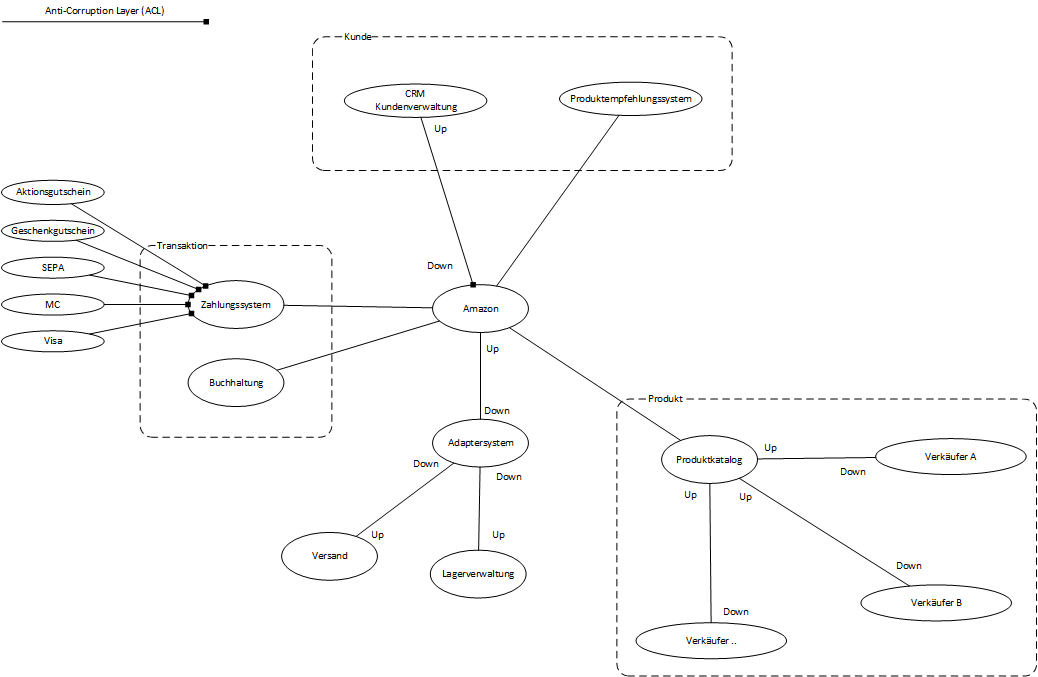 Anti-Corruption Layer (ACL)
Kunde
CRM
Kundenverwaltung
Produktempfehlungssystem
Up
Aktionsgutschein
Geschenkgutschein
Transaktion
SEPA
Down
MC
Zahlungssystem
Amazon
Visa
Up
Buchhaltung
Produkt
Down
Adaptersystem
Up
Verkäufer A
Produktkatalog
Down
Down
Down
Up
Up
Up
Up
Versand
Down
Lagerverwaltung
Verkäufer B
Down
Verkäufer ..